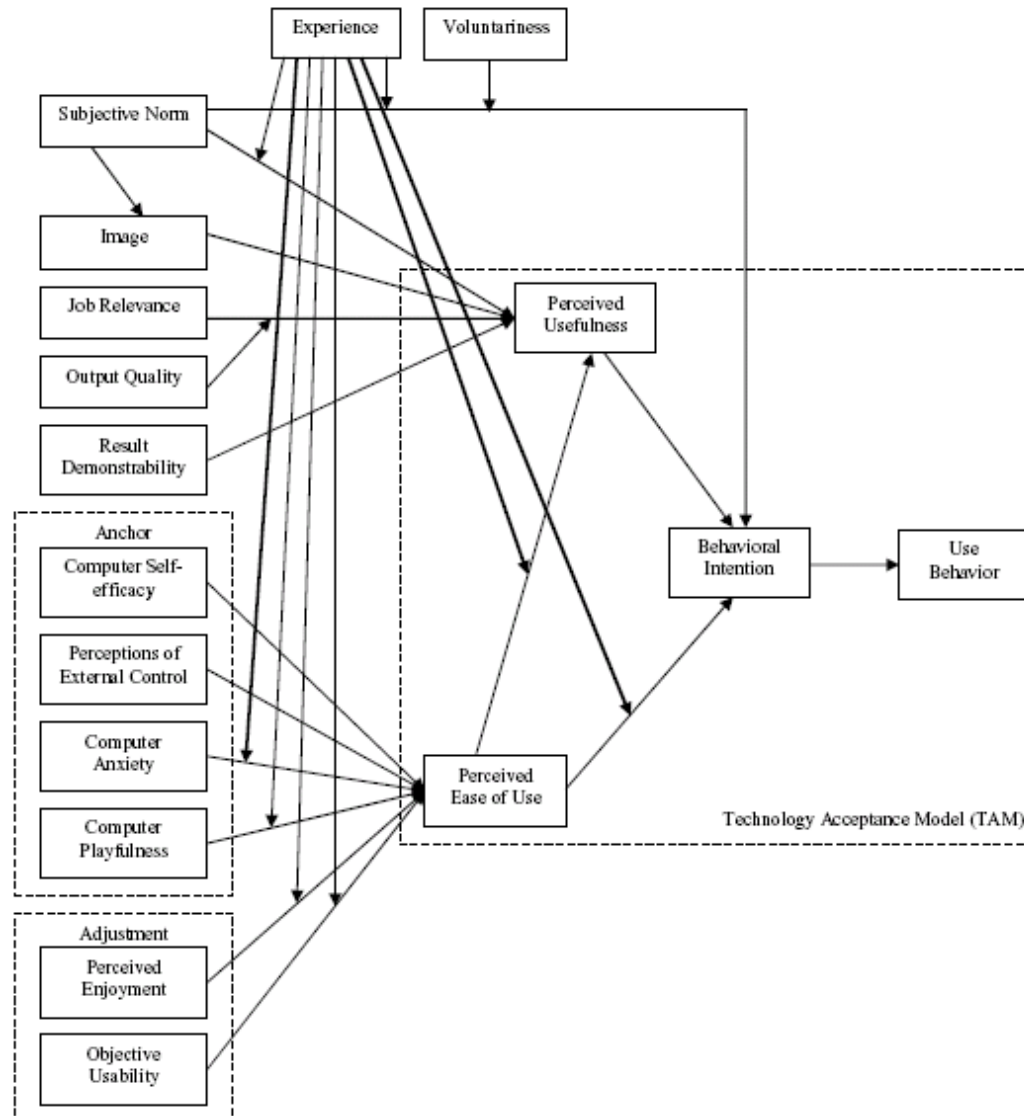 Experience
Voluntariness
Subjective Norm
Image
Job Relevance
Output Quality
Result
Demonstrability
Perceived
Usefulness
Anchor
Computer Self-
efficacy
Perceptions of
External Control
Computer
Anxiety
Computer
Playfulness
Behavioral
Intention
Use
Behavior
Perceived
Ease of Use
Technology Acceptance Model (TAM)
Adjustment
Perceived
Enjoyment
Objective
Usability